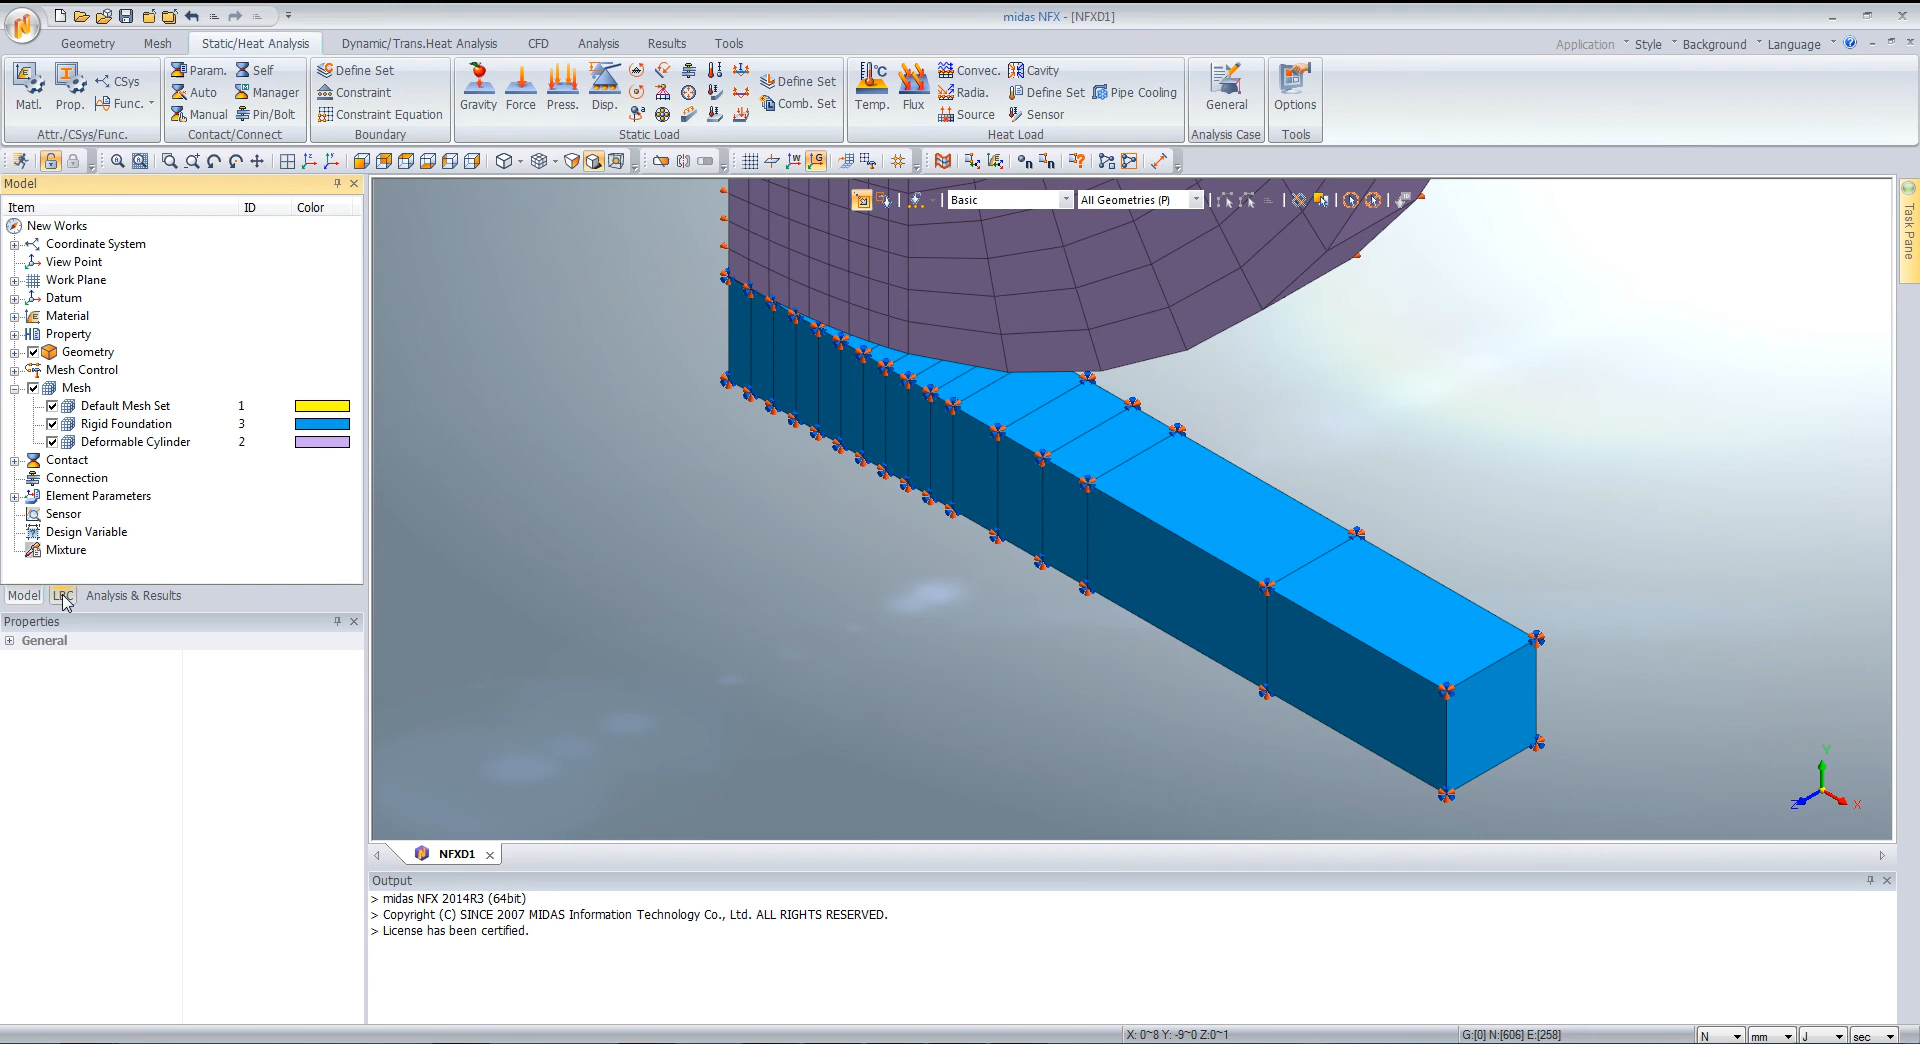 midas NFX - [NFXD1]
Geometry Mesh Static/Heat Analysis Dynamic/Trans.Heat Analysis CFD Analysis Results Tools
Application Style Background Language
Param. Self Define Set Define Set Convec. Cavity
CSys Auto Manager Constraint Radia. Define Set Pipe Cooling
Matl. Prop. Func. Manual Pin/Bolt Constraint Equation Gravity Force Press. Disp. Comb. Set Temp. Flux Source Sensor General Options
Attr./CSys/Func. Contact/Connect Boundary Static Load Heat Load Analysis Case Tools
Model
Item ID Color
New Works
Coordinate System
View Point
Work Plane
Datum
Material
Property
Geometry
Mesh Control
Mesh
Default Mesh Set 1
Rigid Foundation 3
Deformable Cylinder 2
Contact
Connection
Element Parameters
Sensor
Design Variable
Mixture
Model LBC Analysis & Results
Properties
General
Basic All Geometries (P)
Task Pane
Y
Z X
NFXD1
Output
> midas NFX 2014R3 (64bit)
> Copyright (C) SINCE 2007 MIDAS Information Technology Co., Ltd. ALL RIGHTS RESERVED.
> License has been certified.
X: 0~8 Y: -9~0 Z:0~1 G:[0] N:[606] E:[258] N mm J sec